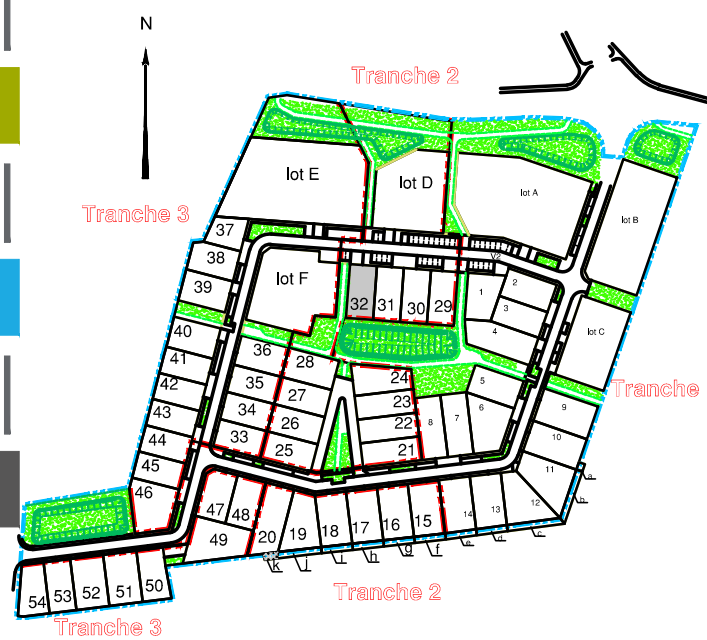 N
Tranche 2
lot E
lot D
lot A
Tranche 3
lot B
37
38
V2
39
lot F
32
31
30
29
1
2
3
4
lot C
40
41
42
43
44
45
46
36
35
34
33
28
27
26
25
24
23
22
21
5
6
7
8
Tranche
9
10
11
12
13
14
15
16
17
18
19
20
47
48
49
a
b
c
d
e
f
g
h
i
j
k
50
51
52
53
54
Tranche 2
Tranche 3